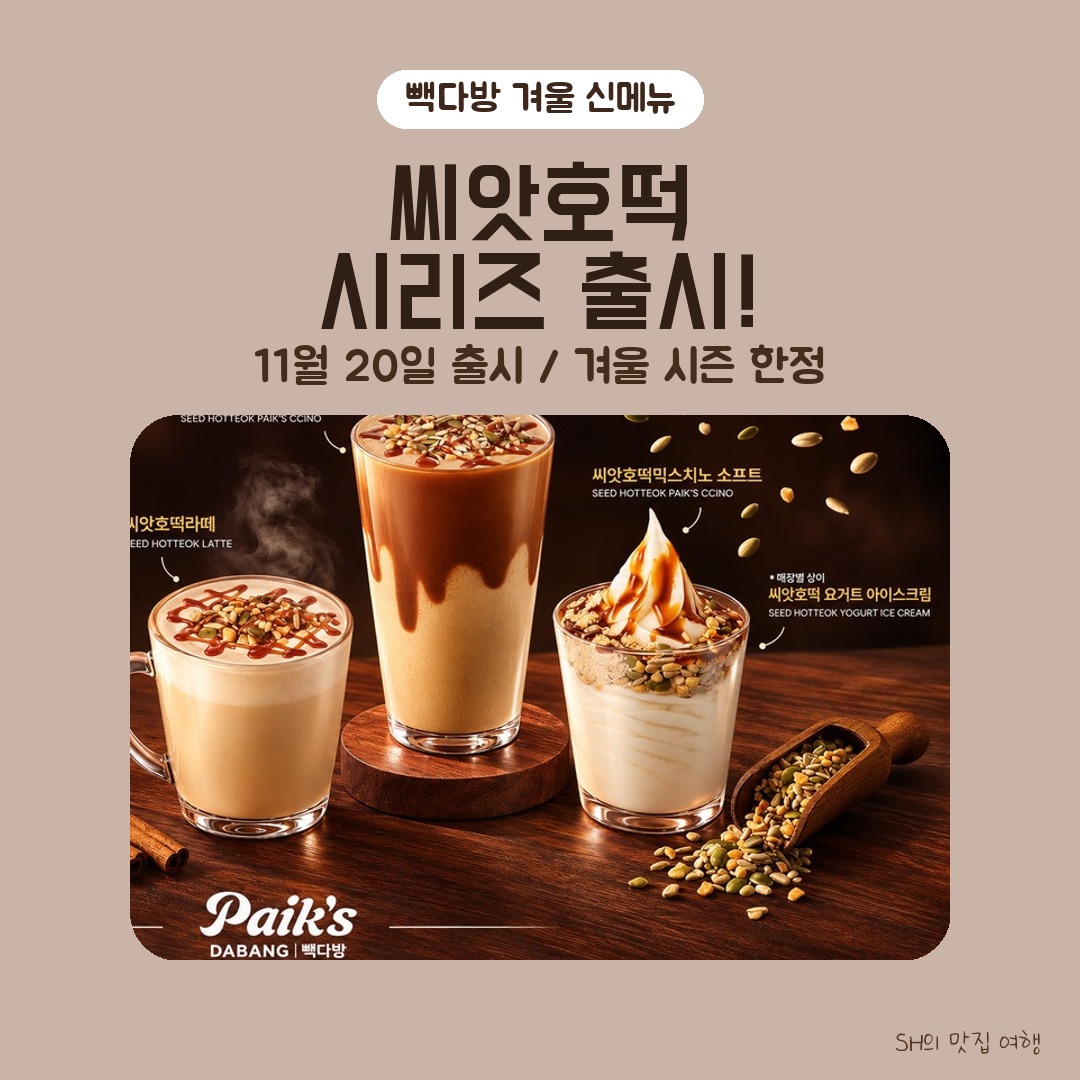 빽다방 겨울 신메뉴
씨앗호떡
시리즈 출시!
11월 20일 출시 / 겨울 시즌 한정
SEED HOTTEOK PAIK'S CCINO
씨앗호떡믹스치노 소프트
SEED HOTTEOK PAIK'S CCINO
씨앗호떡라떼
EED HOTTEOK LATTE
* 매장별 상이
씨앗호떡 요거트 아이스크림
SEED HOTTEOK YOGURT ICE CREAM
Paik's
DABANG | 빽다방
SH의 맛집 여행